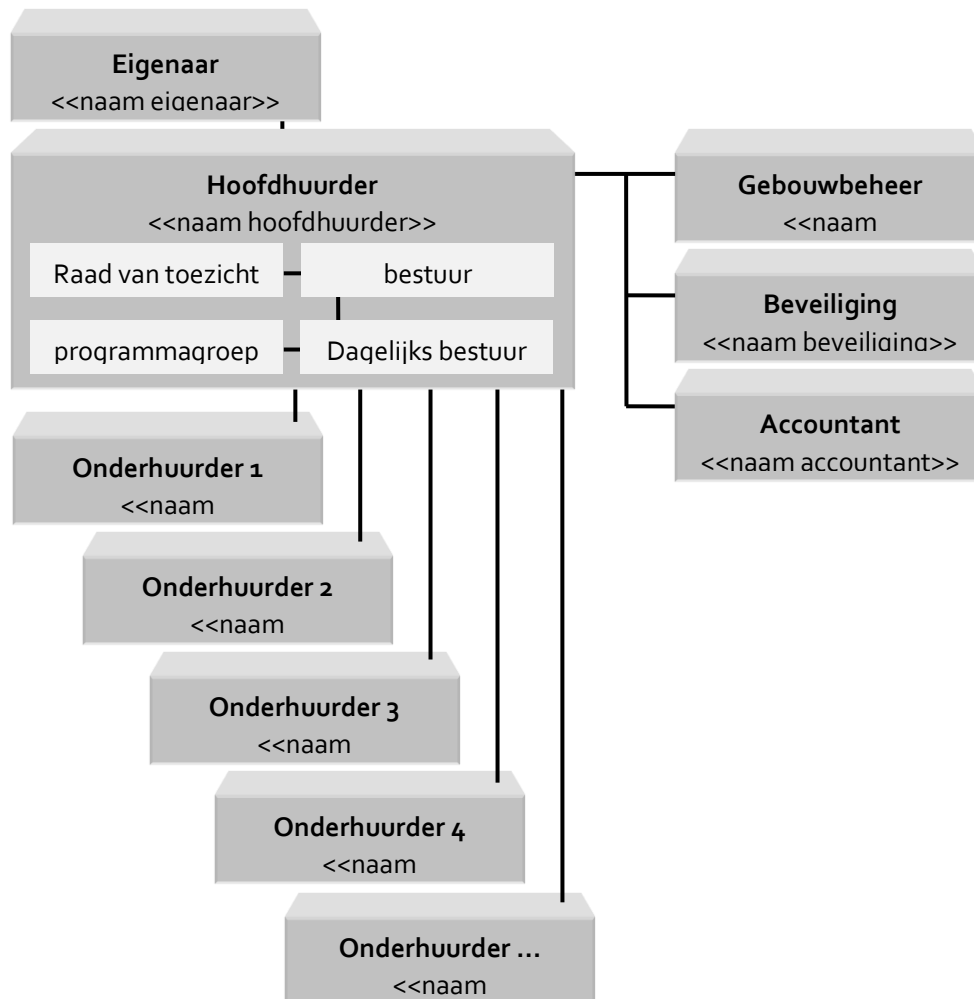 Eigenaar
<<naam eigenaar>>
Hoofdhuurder
<<naam hoofdhuurder>>
Raad van toezicht
bestuur
programmagroep
Dagelijks bestuur
Gebouwbeheer
<<naam
Beveiliging
<<naam beveiliging>>
Accountant
<<naam accountant>>
Onderhuurder 1
<<naam
Onderhuurder 2
<<naam
Onderhuurder 3
<<naam
Onderhuurder 4
<<naam
Onderhuurder ...
<<naam